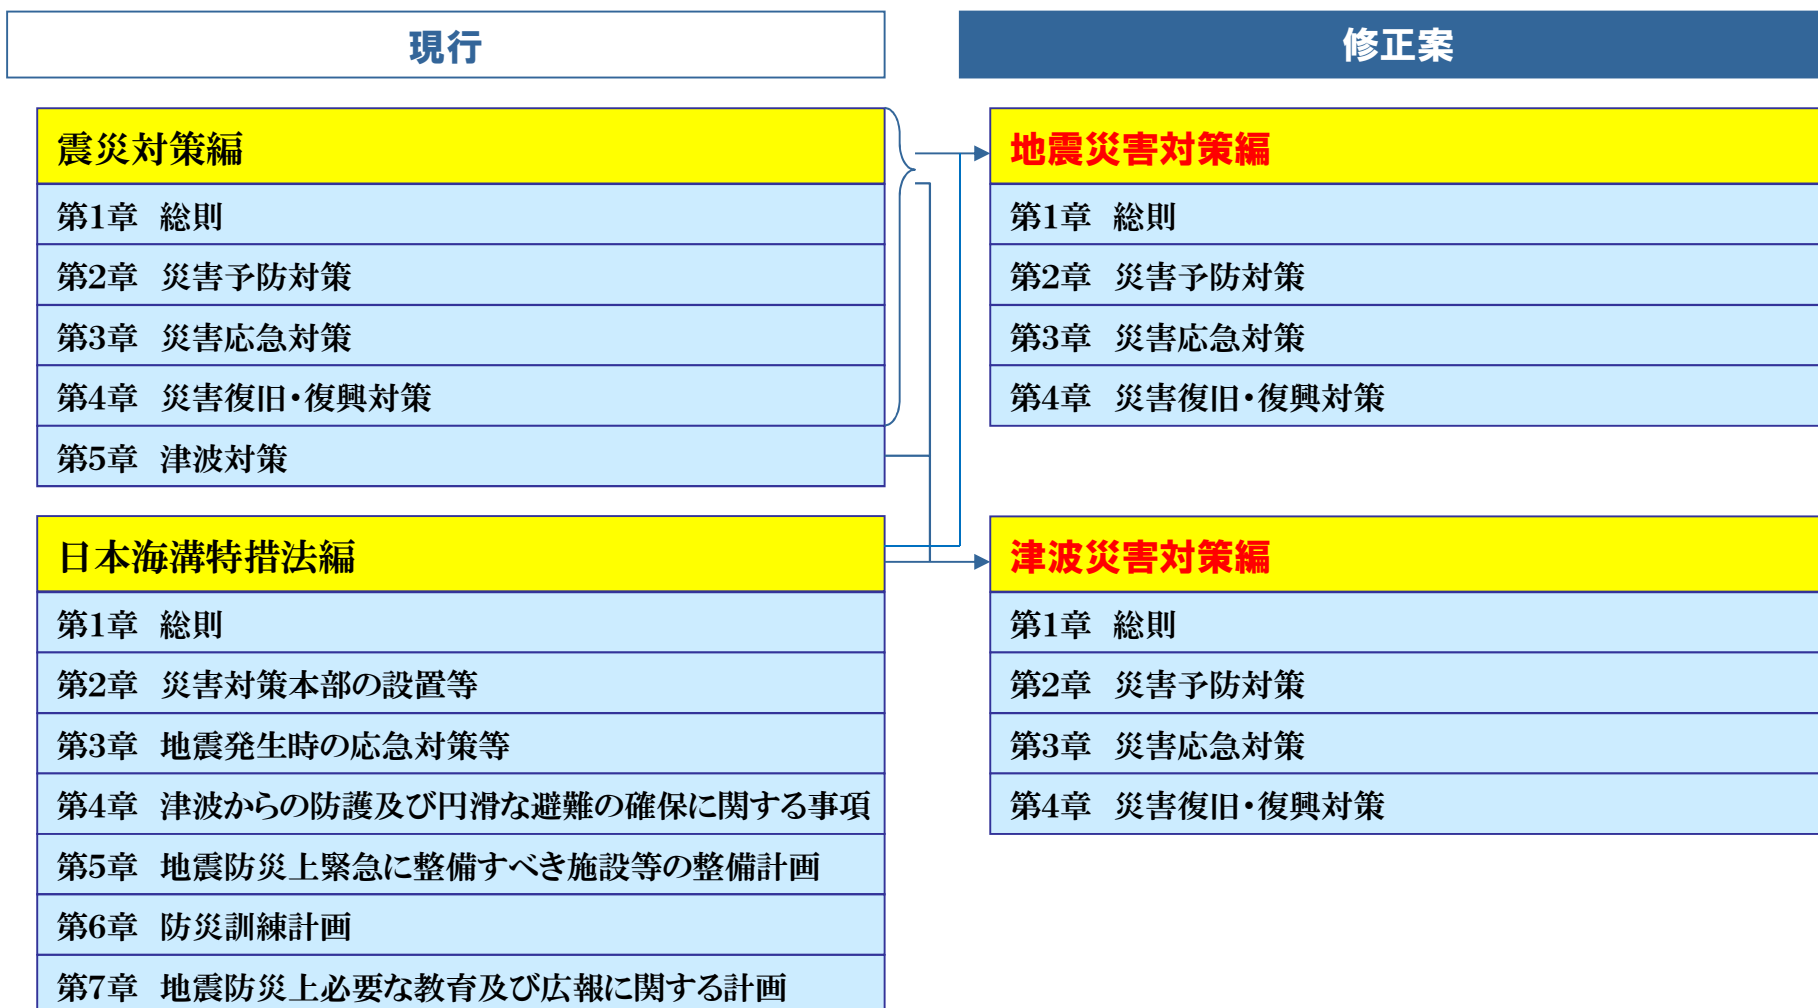 現行
震災対策編
第1章 総則
第2章 災害予防対策
第3章 災害応急対策
第4章 災害復旧・復興対策
第5章 津波対策
日本海溝特措法編
第1章 総則
第2章 災害対策本部の設置等
第3章 地震発生時の応急対策等
第4章 津波からの防護及び円滑な避難の確保に関する事項
第5章 地震防災上緊急に整備すべき施設等の整備計画
第6章 防災訓練計画
第7章 地震防災上必要な教育及び広報に関する計画
修正案
地震災害対策編
第1章 総則
第2章 災害予防対策
第3章 災害応急対策
第4章 災害復旧・復興対策
津波災害対策編
第1章 総則
第2章 災害予防対策
第3章 災害応急対策
第4章 災害復旧・復興対策